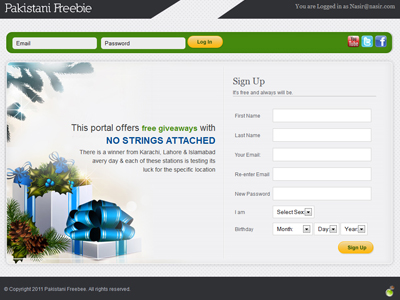 Pakistani Freebie
You are Logged in as Nasir@nasir.com
Email
Password
Log In
Sign Up
It's free and always will be.
This portal offers free giveaways with
NO STRINGS ATTACHED
There is a winner from Karachi, Lahore & Islamabad
avery day & each of these stations is testing its
luck for the specific location
First Name
Last Name
Your Email:
Re-enter Email
New Password
I am
Select Sex:
Birthday
Month
Day
Year:
Sign Up
© Copyright 2011 Pakistani Freebee. All rights reserved.